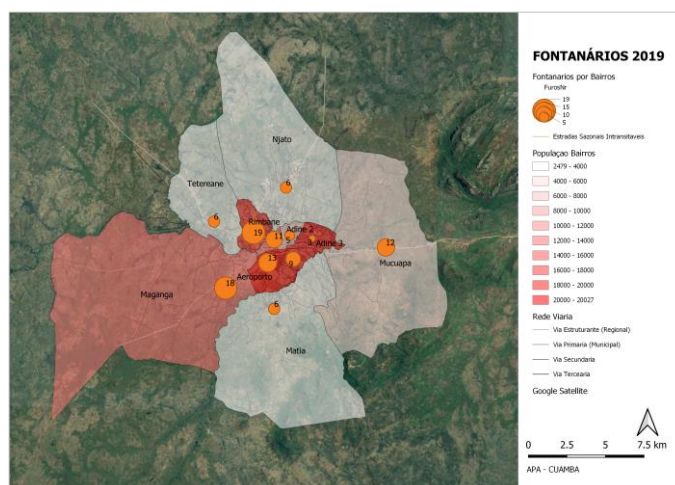 FONTANÁRIOS 2019
Fontanarios por Bairros
FurosNr
19
15
10
5
Estradas Sazonais Intransitaveis
Populaçao Bairros
2479 - 4000
4000 - 6000
6000 - 8000
8000 - 10000
10000 - 12000
12000 - 14000
14000 - 16000
16000 - 18000
18000 - 20000
20000 - 20027
Rede Viaria
Via Estruturante (Regional)
Via Primaria (Municipal)
Via Secundaria
Via Terciaria
Google Satellite
0 2.5 5 7.5 km
APA - CUAMBA
Njato
Tetereane
6
6
Rimbane
19
11
Adine 2
5
3
Adine 3
12
Mucuapa
13
9
Aeroporto
18
Maganga
6
Matia